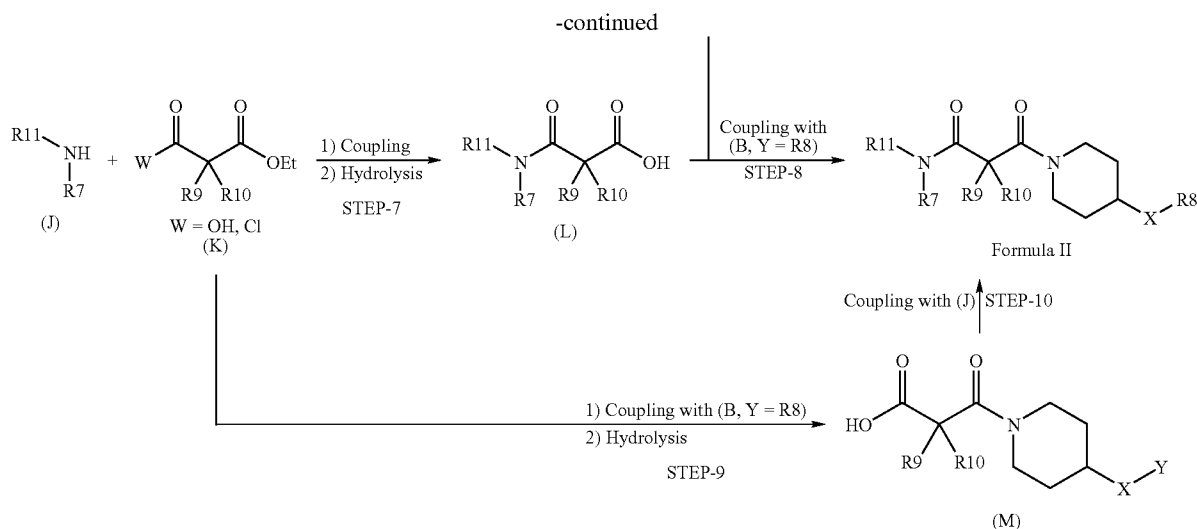 -continued
R11
NH
R7
(J)
+
O
O
W
OEt
R9
R10
W = OH, Cl
(K)
1) Coupling
2) Hydrolysis
STEP-7
O
O
R11
N
OH
R7
R9
R10
(L)
Coupling with
(B, Y = R8)
STEP-8
O
O
R11
N
N
R7
R9
R10
X
R8
Formula II
Coupling with (J)
STEP-10
1) Coupling with (B, Y = R8)
2) Hydrolysis
STEP-9
O
O
HO
N
R9
R10
X
Y
(M)